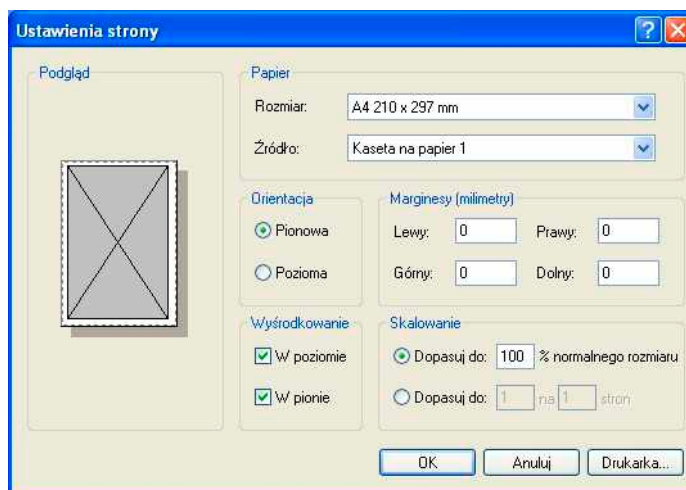 Ustawienia strony
Podgląd
Papier
Rozmiar: A4 210 x 297 mm
Źródło: Kaseta na papier 1
Orientacja
Pionowa
Pozioma
Marginesy (milimetry)
Lewy: 0 Prawy: 0
Górny: 0 Dolny: 0
Wyśrodkowanie
W poziomie
W pionie
Skalowanie
Dopasuj do: 100 % normalnego rozmiaru
Dopasuj do: 1 na 1 stron
OK Anuluj Drukarka...